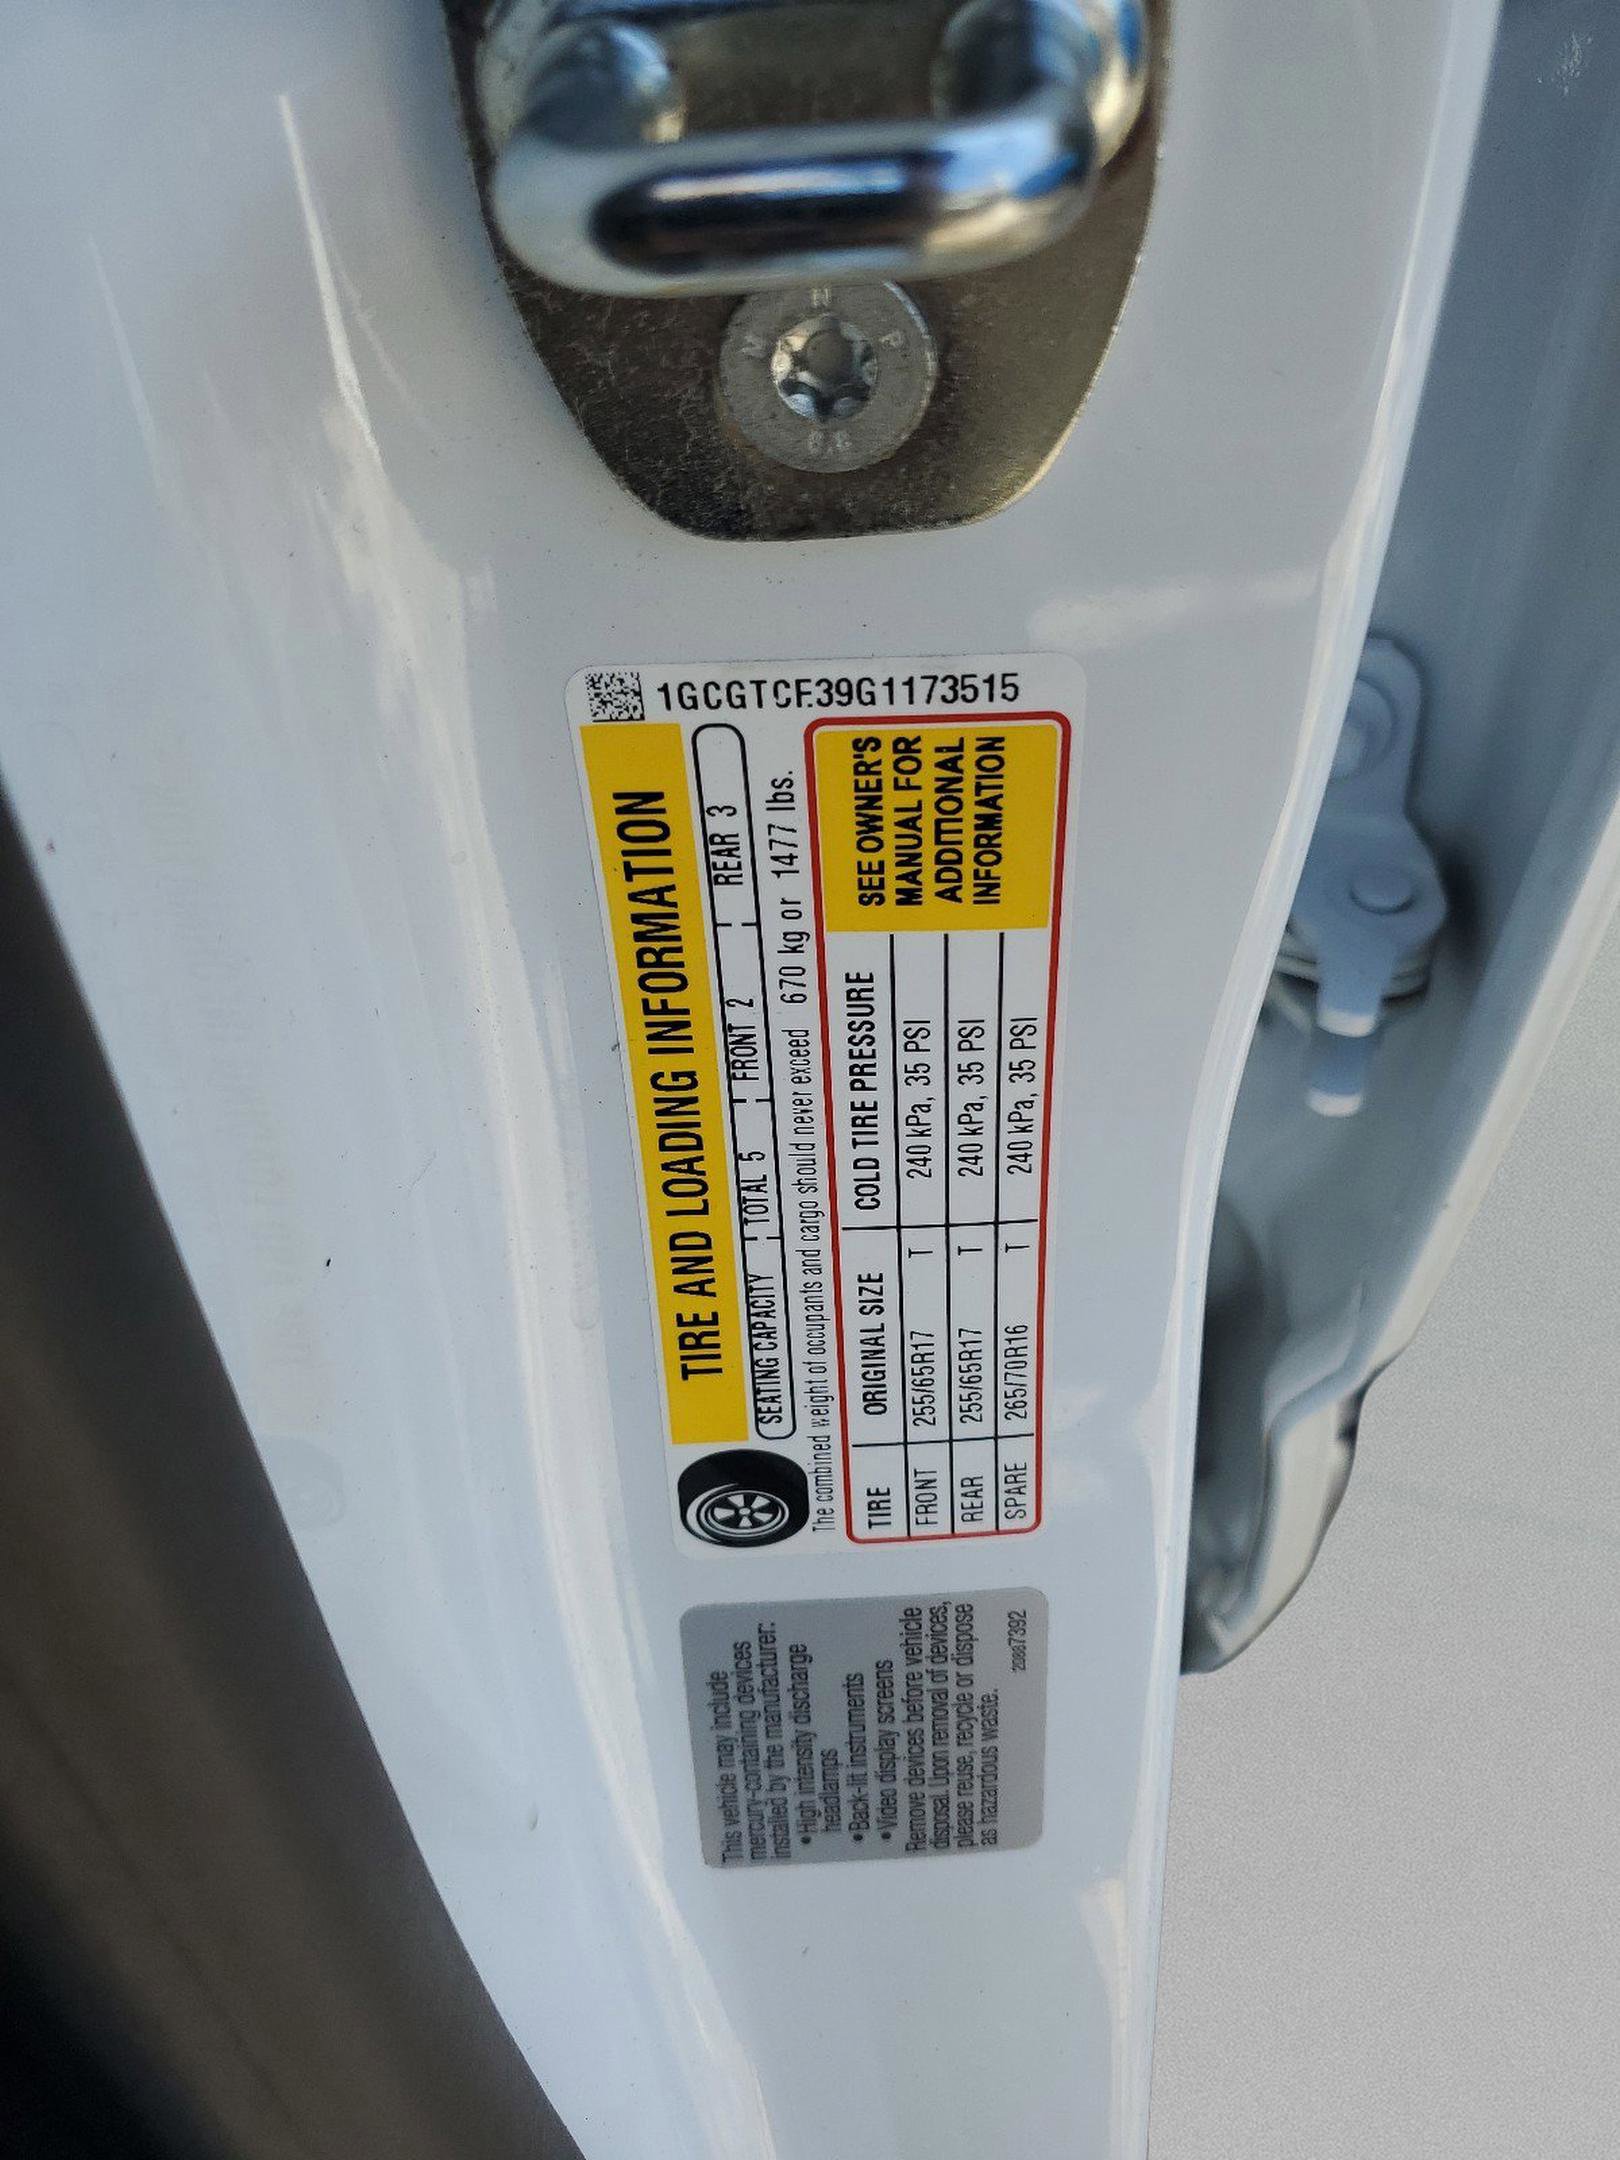 1GCGTCE39G1173515
TIRE AND LOADING INFORMATION
SEATING CAPACITY TOTAL 5 FRONT 2 REAR 3
The combined weight of occupants and cargo should never exceed 670 kg or 1477 lbs.
TIRE ORIGINAL SIZE COLD TIRE PRESSURE
FRONT 255/65R17 T 240 kPa, 35 PSI
REAR 255/65R17 T 240 kPa, 35 PSI
SPARE 265/70R16 T 240 kPa, 35 PSI
SEE OWNER'S
MANUAL FOR
ADDITIONAL
INFORMATION
This vehicle may include
mercury-containing devices
installed by the manufacturer:
•High intensity discharge
headlamps
•Back-lit instruments
•Video display screens
Remove devices before vehicle
disposal. Upon removal of devices,
please reuse, recycle or dispose
as hazardous waste.
20867392